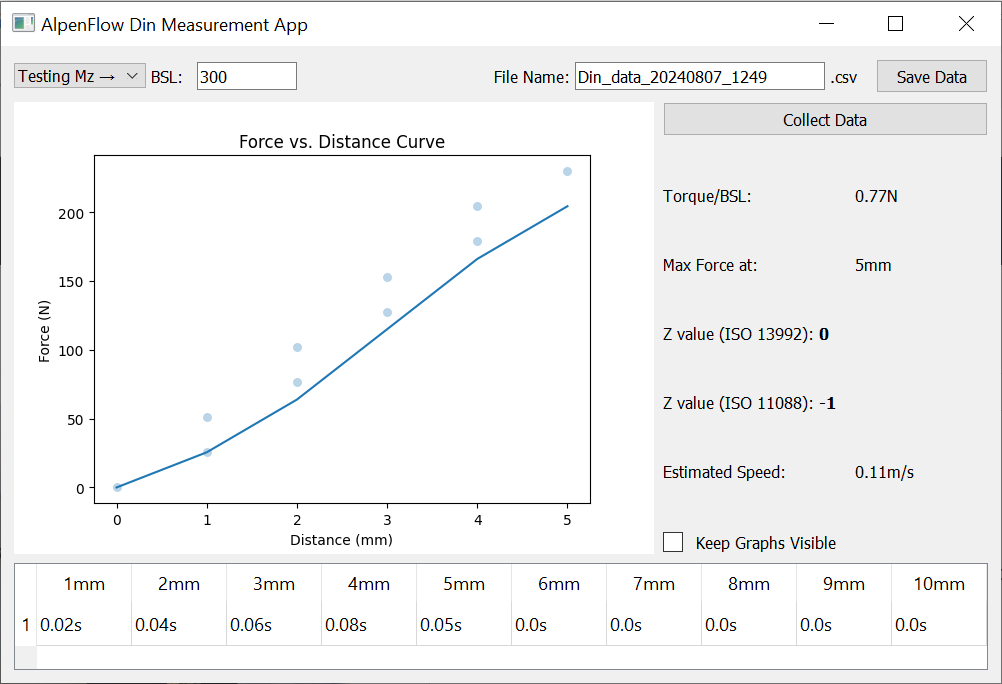 AlpenFlow Din Measurement App
Testing Mz → BSL: 300 File Name: Din_data_20240807_1249 .csv Save Data
Collect Data
Force vs. Distance Curve
200
150
100
50
0
Force (N)
0 1 2 3 4 5
Distance (mm)
Torque/BSL: 0.77N
Max Force at: 5mm
Z value (ISO 13992): 0
Z value (ISO 11088): -1
Estimated Speed: 0.11m/s
Keep Graphs Visible
1mm 2mm 3mm 4mm 5mm 6mm 7mm 8mm 9mm 10mm
1 0.02s 0.04s 0.06s 0.08s 0.05s 0.0s 0.0s 0.0s 0.0s 0.0s